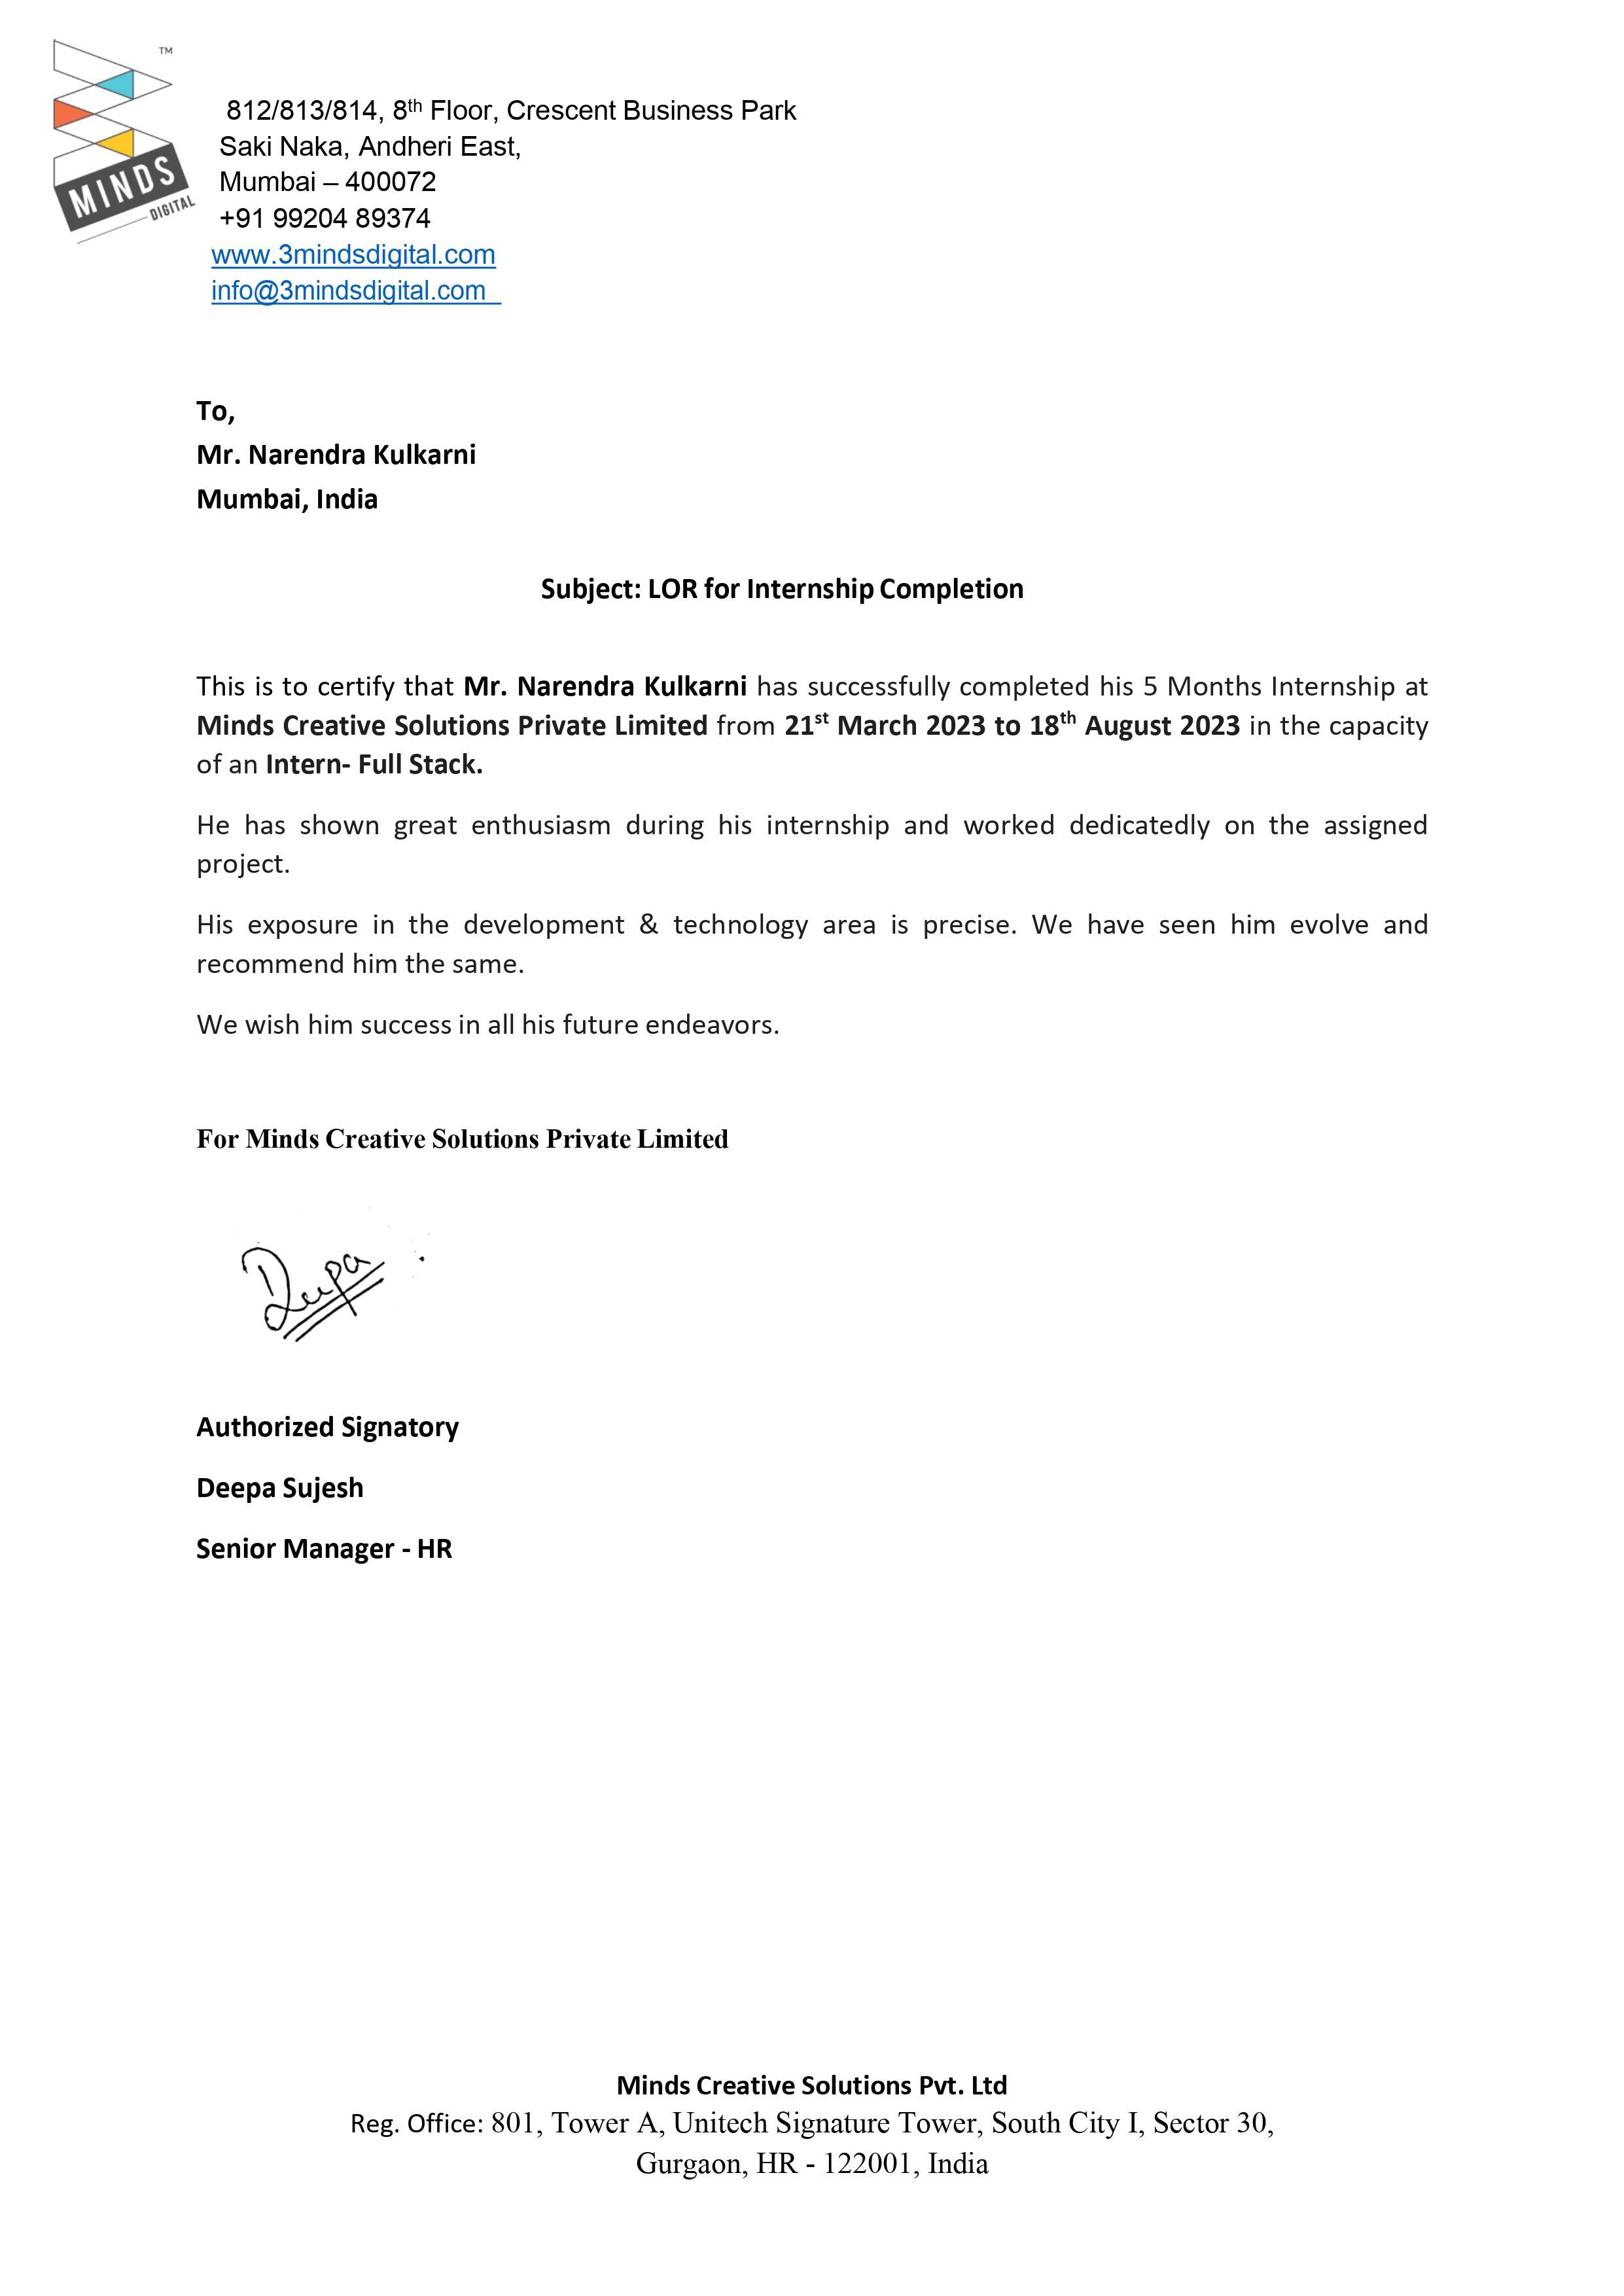 TM
MINDS
DIGITAL
812/813/814, 8th Floor, Crescent Business Park
Saki Naka, Andheri East,
Mumbai – 400072
+91 99204 89374
www.3mindsdigital.com
info@3mindsdigital.com
To,
Mr. Narendra Kulkarni
Mumbai, India
Subject: LOR for Internship Completion
This is to certify that Mr. Narendra Kulkarni has successfully completed his 5 Months Internship at
Minds Creative Solutions Private Limited from 21st March 2023 to 18th August 2023 in the capacity
of an Intern- Full Stack.
He has shown great enthusiasm during his internship and worked dedicatedly on the assigned
project.
His exposure in the development & technology area is precise. We have seen him evolve and
recommend him the same.
We wish him success in all his future endeavors.
For Minds Creative Solutions Private Limited
Deepa
Authorized Signatory
Deepa Sujesh
Senior Manager - HR
Minds Creative Solutions Pvt. Ltd
Reg. Office: 801, Tower A, Unitech Signature Tower, South City I, Sector 30,
Gurgaon, HR - 122001, India